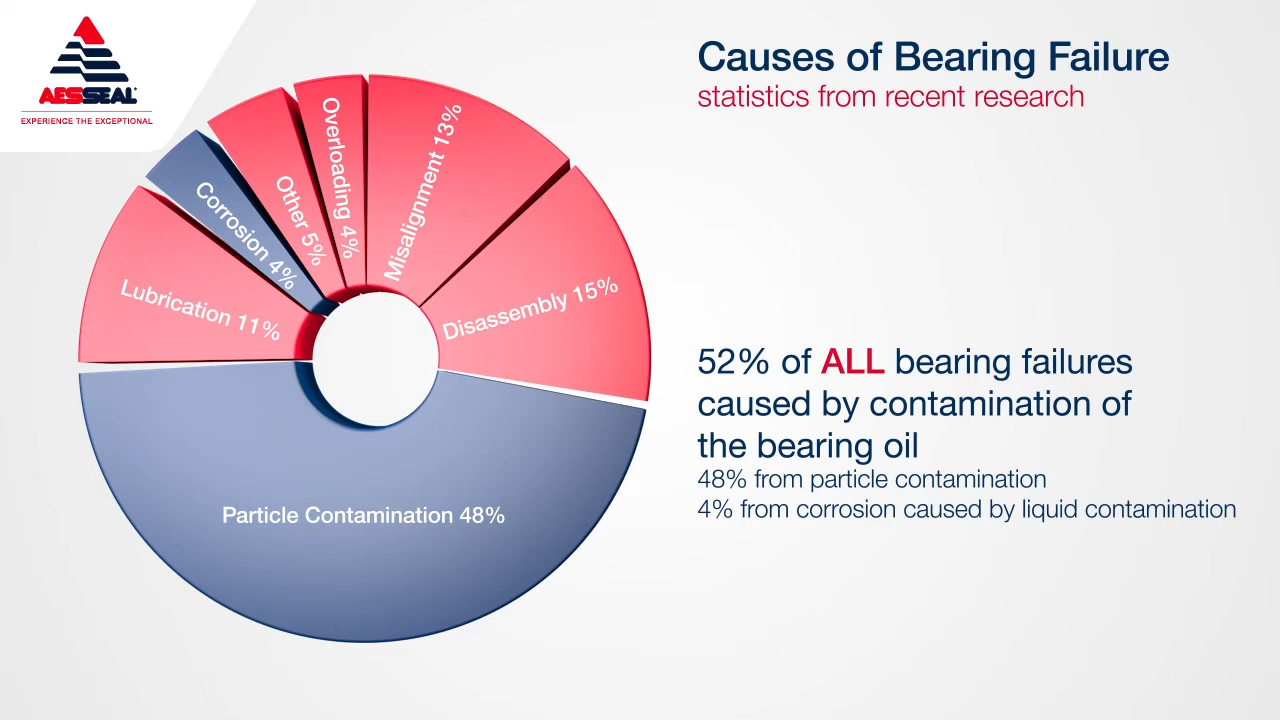 AESSEAL
EXPERIENCE THE EXCEPTIONAL
Causes of Bearing Failure
statistics from recent research
Overloading 4%
Misalignment 13%
Other 5%
Corrosion 4%
Lubrication 11%
Disassembly 15%
Particle Contamination 48%
52% of ALL bearing failures
caused by contamination of
the bearing oil
48% from particle contamination
4% from corrosion caused by liquid contamination